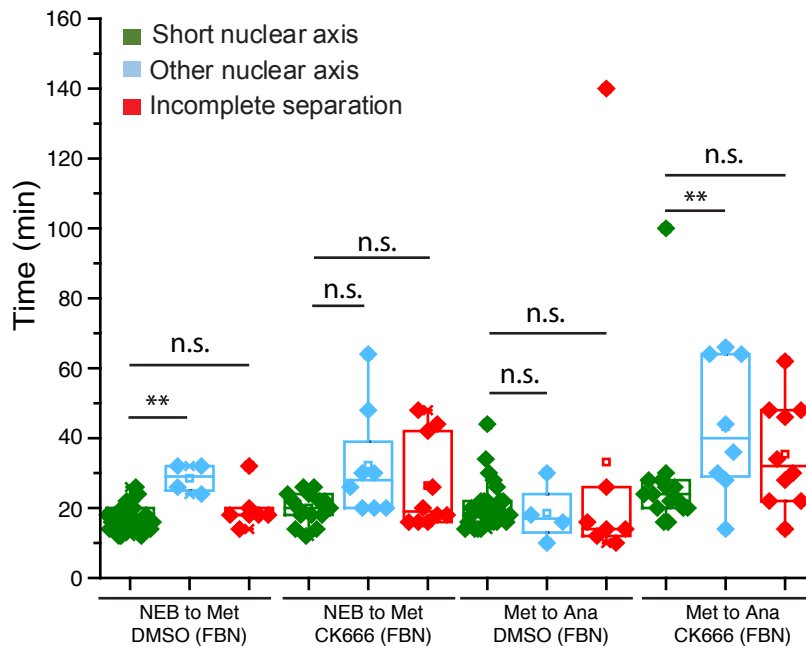 160
140
120
100
80
60
40
20
0
Time (min)
Short nuclear axis
Other nuclear axis
Incomplete separation
n.s.
**
n.s.
n.s.
n.s.
n.s.
n.s.
**
NEB to Met
DMSO (FBN)
NEB to Met
CK666 (FBN)
Met to Ana
DMSO (FBN)
Met to Ana
CK666 (FBN)